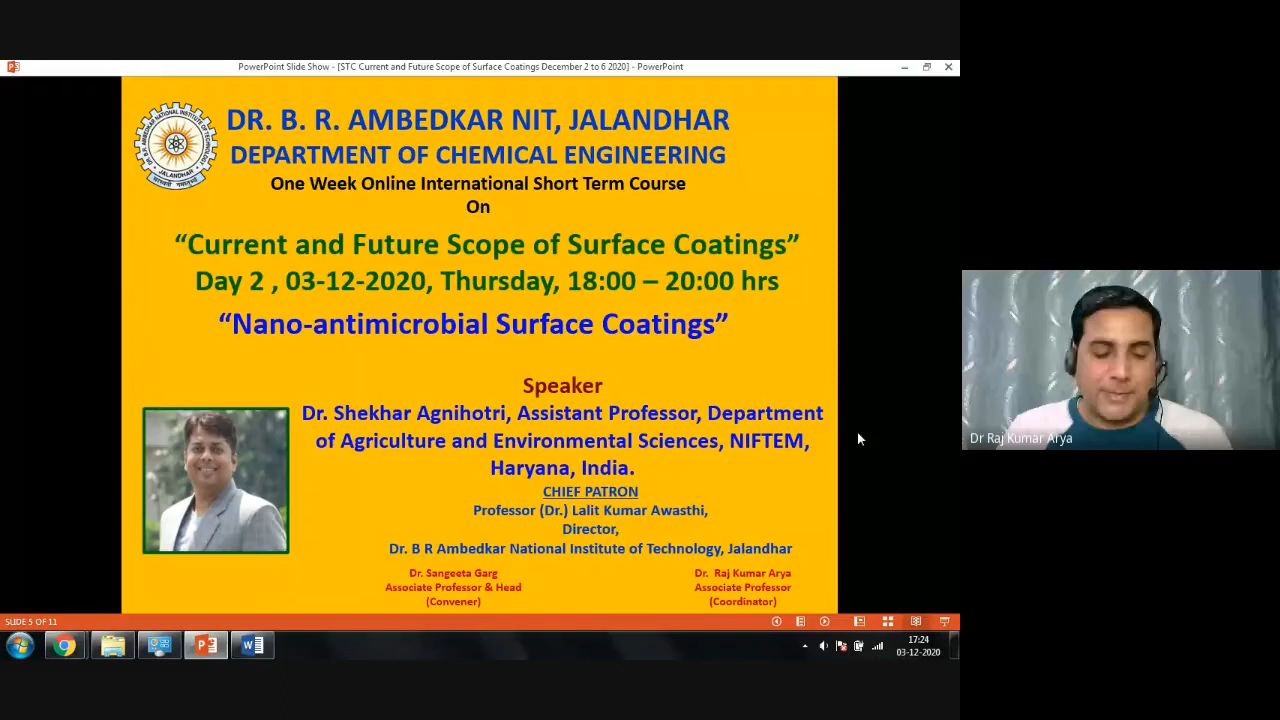 PowerPoint Slide Show - [STC Current and Future Scope of Surface Coatings December 2 to 6 2020] - PowerPoint
DR. B. R. AMBEDKAR NIT, JALANDHAR
DEPARTMENT OF CHEMICAL ENGINEERING
One Week Online International Short Term Course
On
“Current and Future Scope of Surface Coatings”
Day 2 , 03-12-2020, Thursday, 18:00 – 20:00 hrs
“Nano-antimicrobial Surface Coatings”
Speaker
Dr. Shekhar Agnihotri, Assistant Professor, Department
of Agriculture and Environmental Sciences, NIFTEM,
Haryana, India.
CHIEF PATRON
Professor (Dr.) Lalit Kumar Awasthi,
Director,
Dr. B R Ambedkar National Institute of Technology, Jalandhar
Dr. Sangeeta Garg
Associate Professor & Head
(Convener)
Dr. Raj Kumar Arya
Associate Professor
(Coordinator)
Dr Raj Kumar Arya
SLIDE 5 OF 11
17:24
03-12-2020